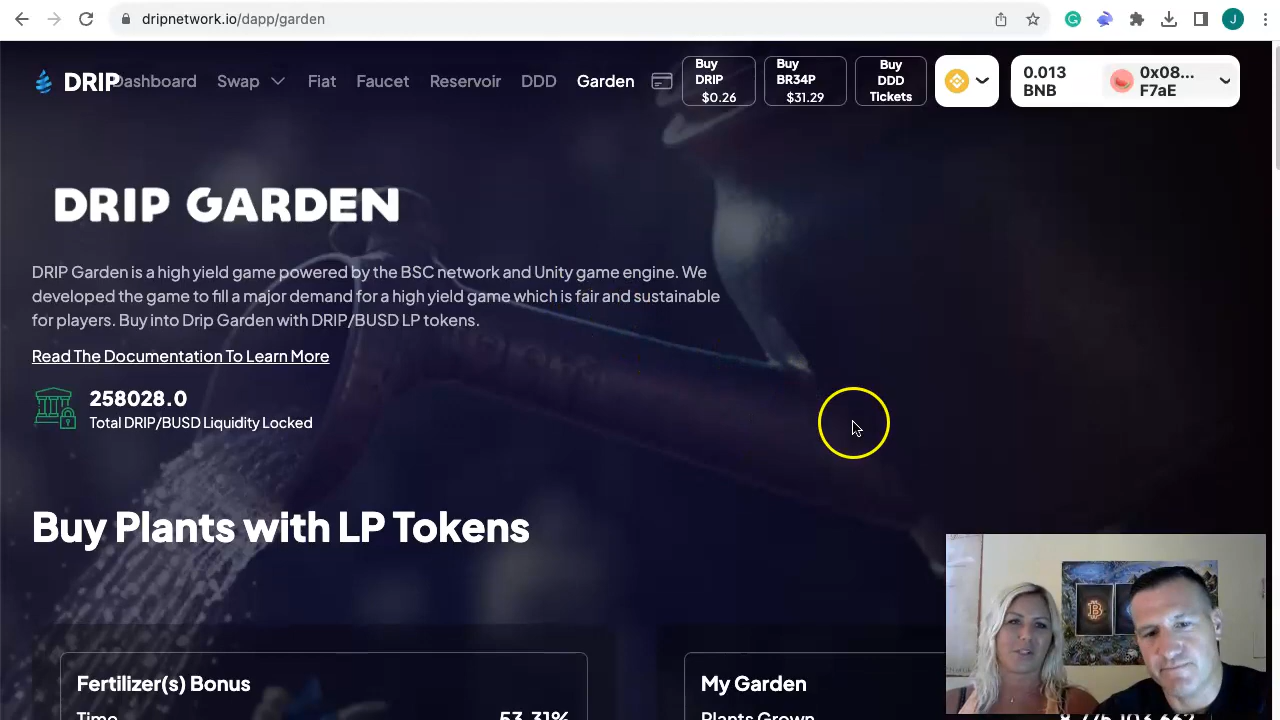 dripnetwork.io/dapp/garden
J
DRIP
Dashboard
Swap
Fiat
Faucet
Reservoir
DDD
Garden
Buy
DRIP
$0.26
Buy
BR34P
$31.29
Buy
DDD
Tickets
0.013
BNB
0x08...
F7aE
DRIP GARDEN
DRIP Garden is a high yield game powered by the BSC network and Unity game engine. We
developed the game to fill a major demand for a high yield game which is fair and sustainable
for players. Buy into Drip Garden with DRIP/BUSD LP tokens.
Read The Documentation To Learn More
258028.0
Total DRIP/BUSD Liquidity Locked
Buy Plants with LP Tokens
Fertilizer(s) Bonus
Time
53.31%
My Garden
Plants Grown